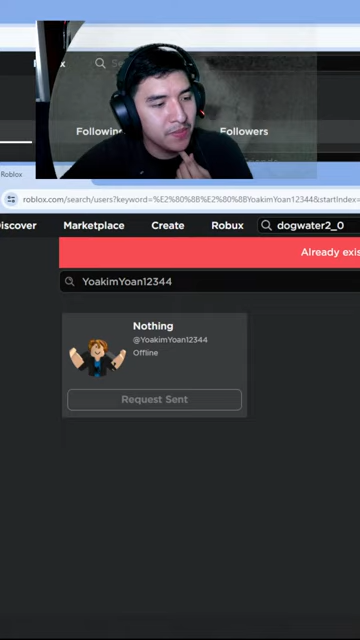 Following
Followers
Roblox
roblox.com/search/users?keyword=%E2%80%8B%E2%80%8BYoakimYoan12344&startIndex=
iscover
Marketplace
Create
Robux
dogwater2_0
Already exis
YoakimYoan12344
Nothing
@YoakimYoan12344
Offline
Request Sent